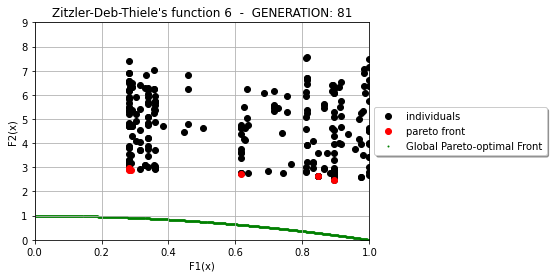 Zitzler-Deb-Thiele's function 6 - GENERATION: 81
F2(x)
9
8
7
6
5
4
3
2
1
0
0.0 0.2 0.4 0.6 0.8 1.0
F1(x)
individuals
pareto front
Global Pareto-optimal Front